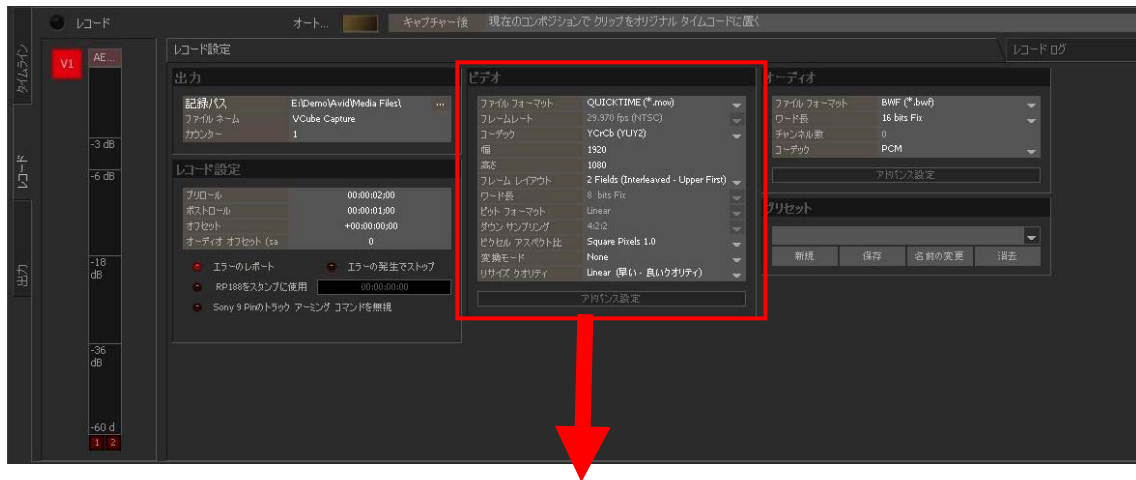 レコード オート... キャプチャー後 現在のコンポジションで クリップをオリジナル タイムコードに置く
タイムライン
レコード
出力
V1 AE...
-3 dB
-6 dB
-18 dB
-36 dB
-60 d
1 2
レコード設定 レコード ログ
出力
記録パス E:\Demo\Avid\Media Files\ ...
ファイル ネーム VCube Capture
カウンター 1
レコード設定
プリロール 00:00:02;00
ポストロール 00:00:01;00
オフセット +00:00:00;00
オーディオ オフセット (sa 0
エラーのレポート エラーの発生でストップ
RP188をスタンプに使用 00:00:00:00
Sony 9 Pinのトラック アーミング コマンドを無視
ビデオ
ファイル フォーマット QUICKTIME (*.mov)
フレームレート 29.970 fps (NTSC)
コーデック YCrCb (YUY2)
幅 1920
高さ 1080
フレーム レイアウト 2 Fields (Interleaved - Upper First)
ワード長 8 bits Fix
ビット フォーマット Linear
ダウン サンプリング 4:2:2
ピクセル アスペクト比 Square Pixels 1.0
変換モード None
リサイズ クオリティ Linear (早い - 良いクオリティ)
アドバンス設定
オーディオ
ファイル フォーマット BWF (*.bwf)
ワード長 16 bits Fix
チャンネル数 0
コーデック PCM
アドバンス設定
プリセット
新規 保存 名前の変更 消去